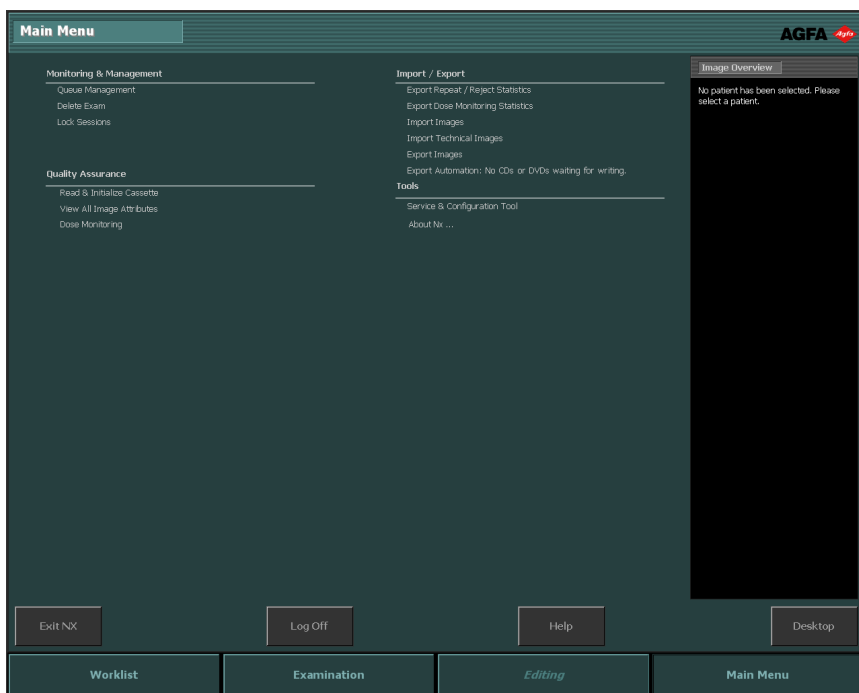 Main Menu
AGFA Agfa
Monitoring & Management
Queue Management
Delete Exam
Lock Sessions
Quality Assurance
Read & Initialize Cassette
View All Image Attributes
Dose Monitoring
Import / Export
Export Repeat / Reject Statistics
Export Dose Monitoring Statistics
Import Images
Import Technical Images
Export Images
Export Automation: No CDs or DVDs waiting for writing.
Tools
Service & Configuration Tool
About Nx ...
Image Overview
No patient has been selected. Please
select a patient.
Exit NX
Log Off
Help
Desktop
Worklist
Examination
Editing
Main Menu